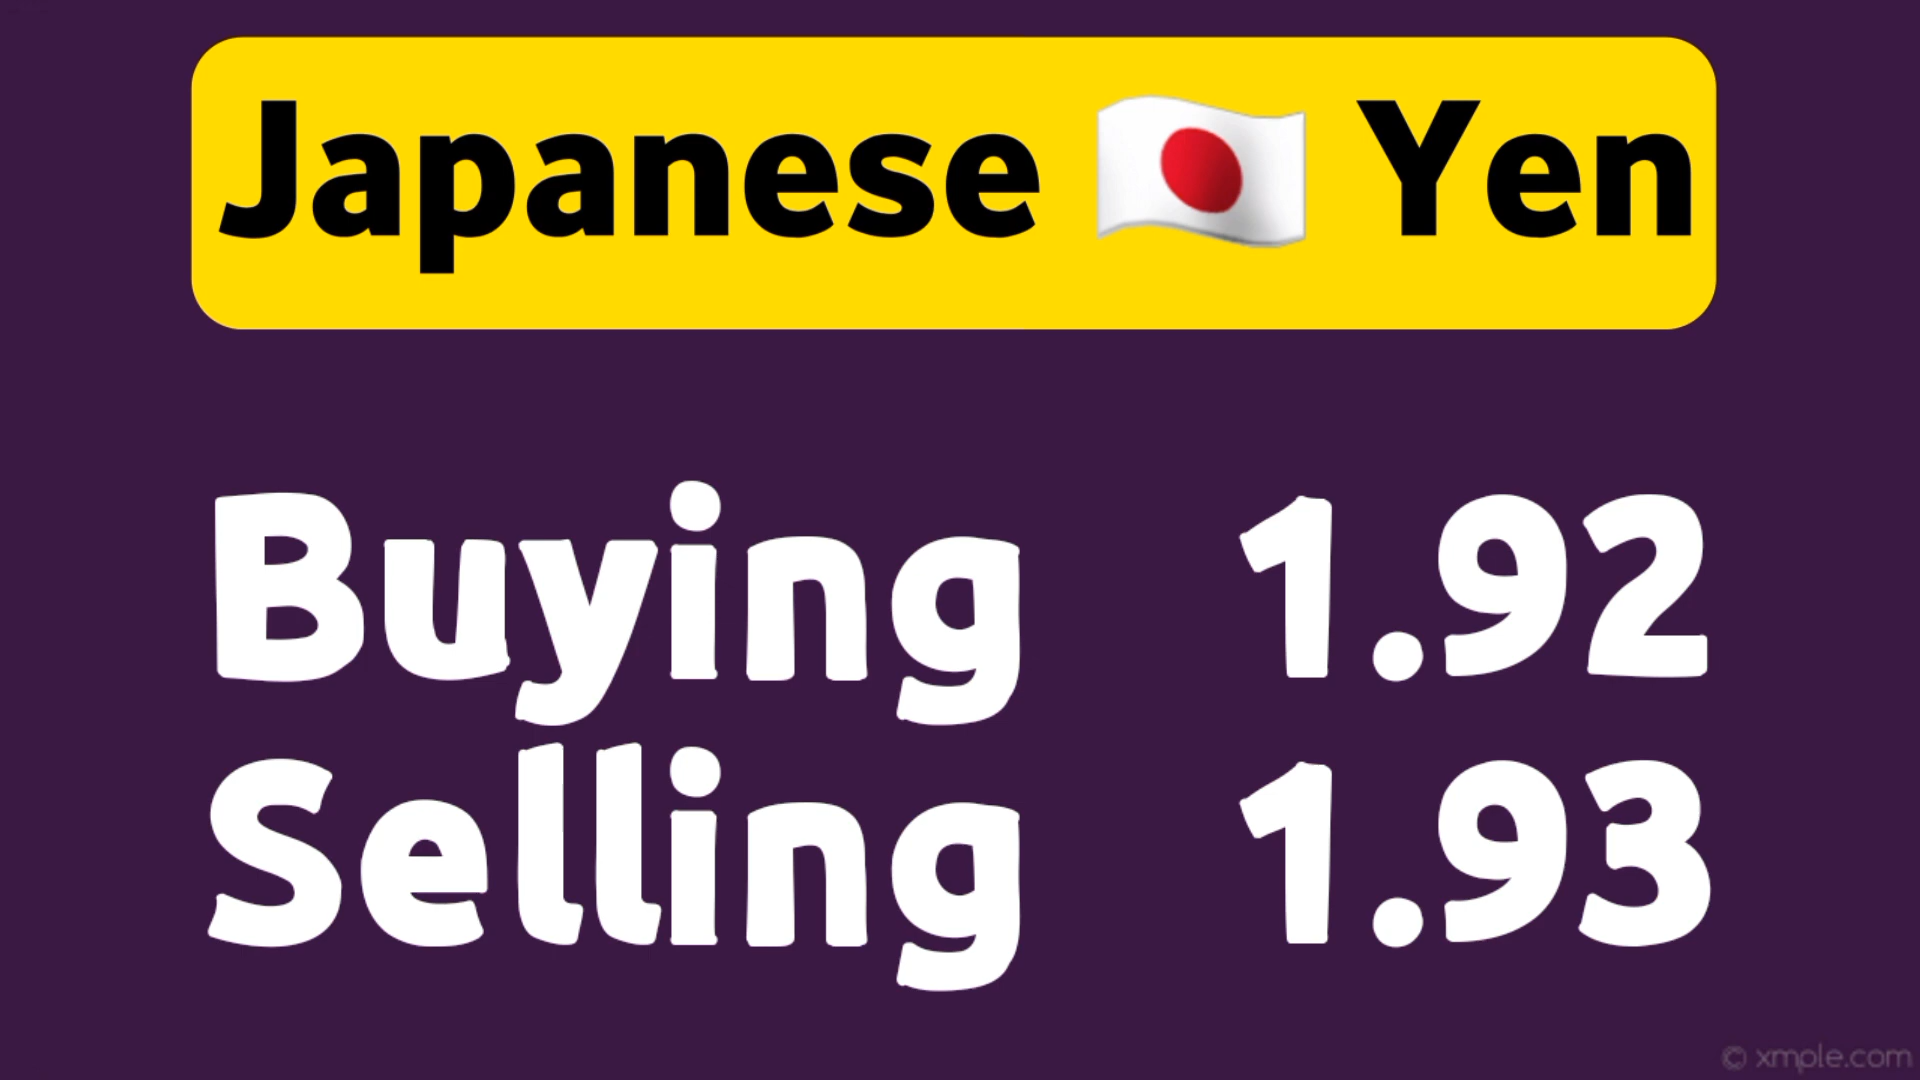 Japanese 🇯🇵 Yen
Buying 1.92
Selling 1.93
© xmple.com